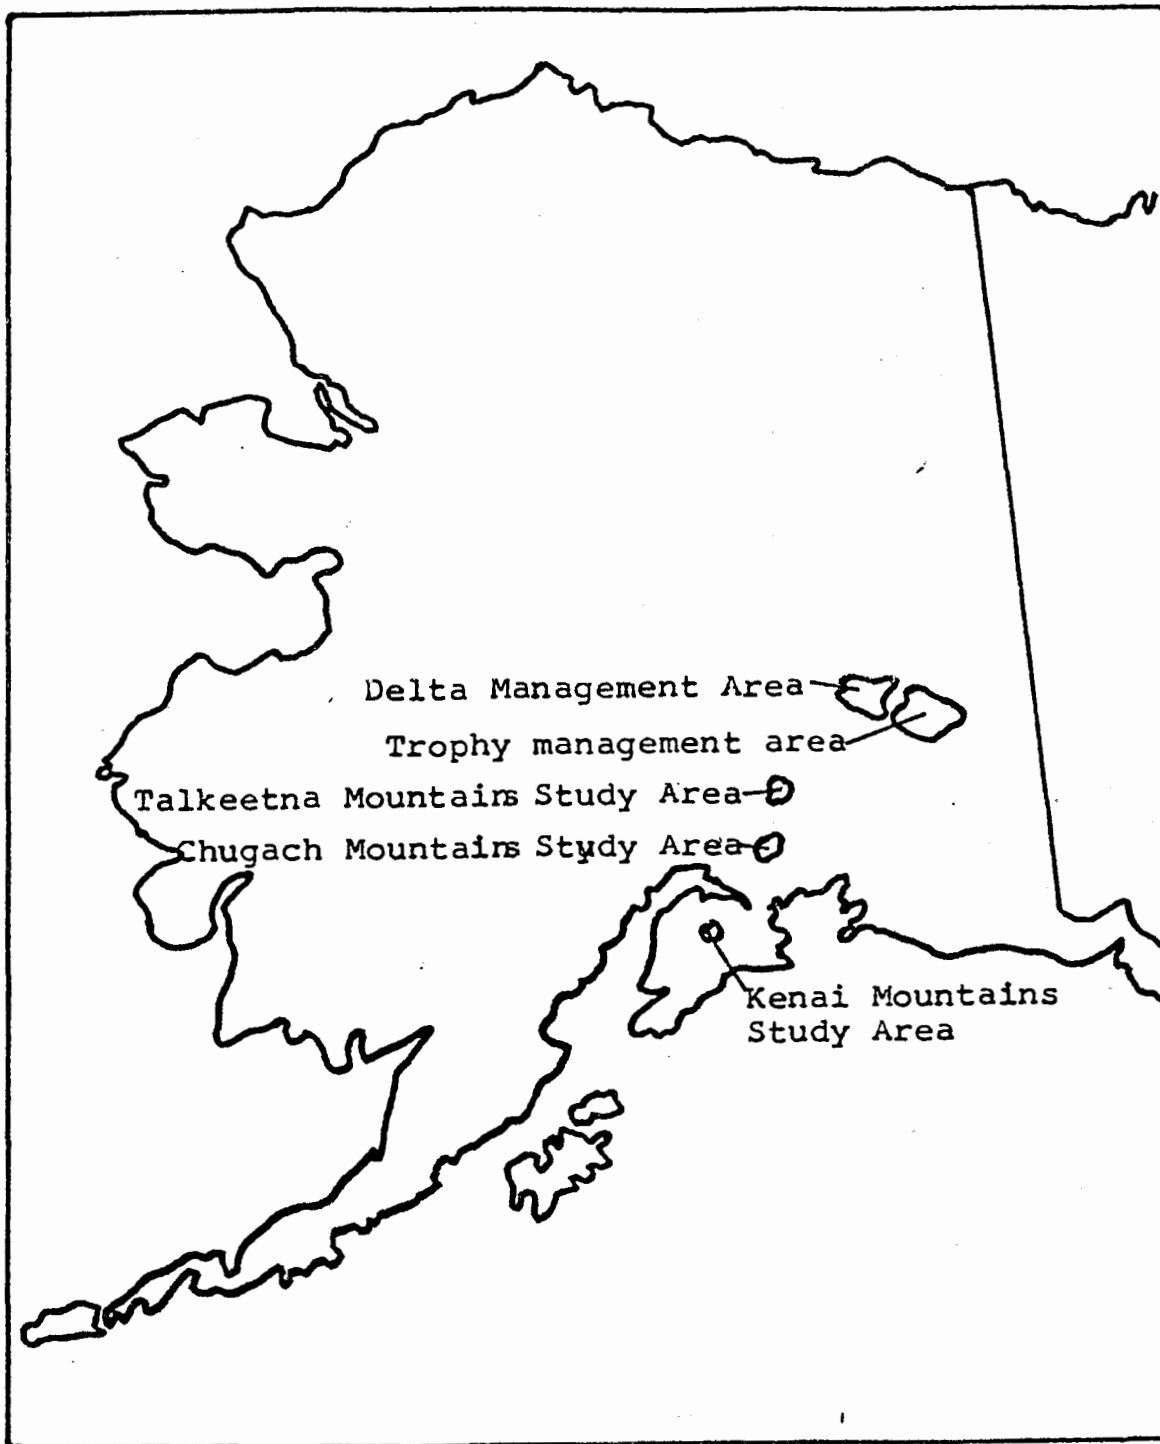 Delta Management Area
Trophy management area
Talkeetna Mountains Study Area
Chugach Mountains Study Area
Kenai Mountains
Study Area